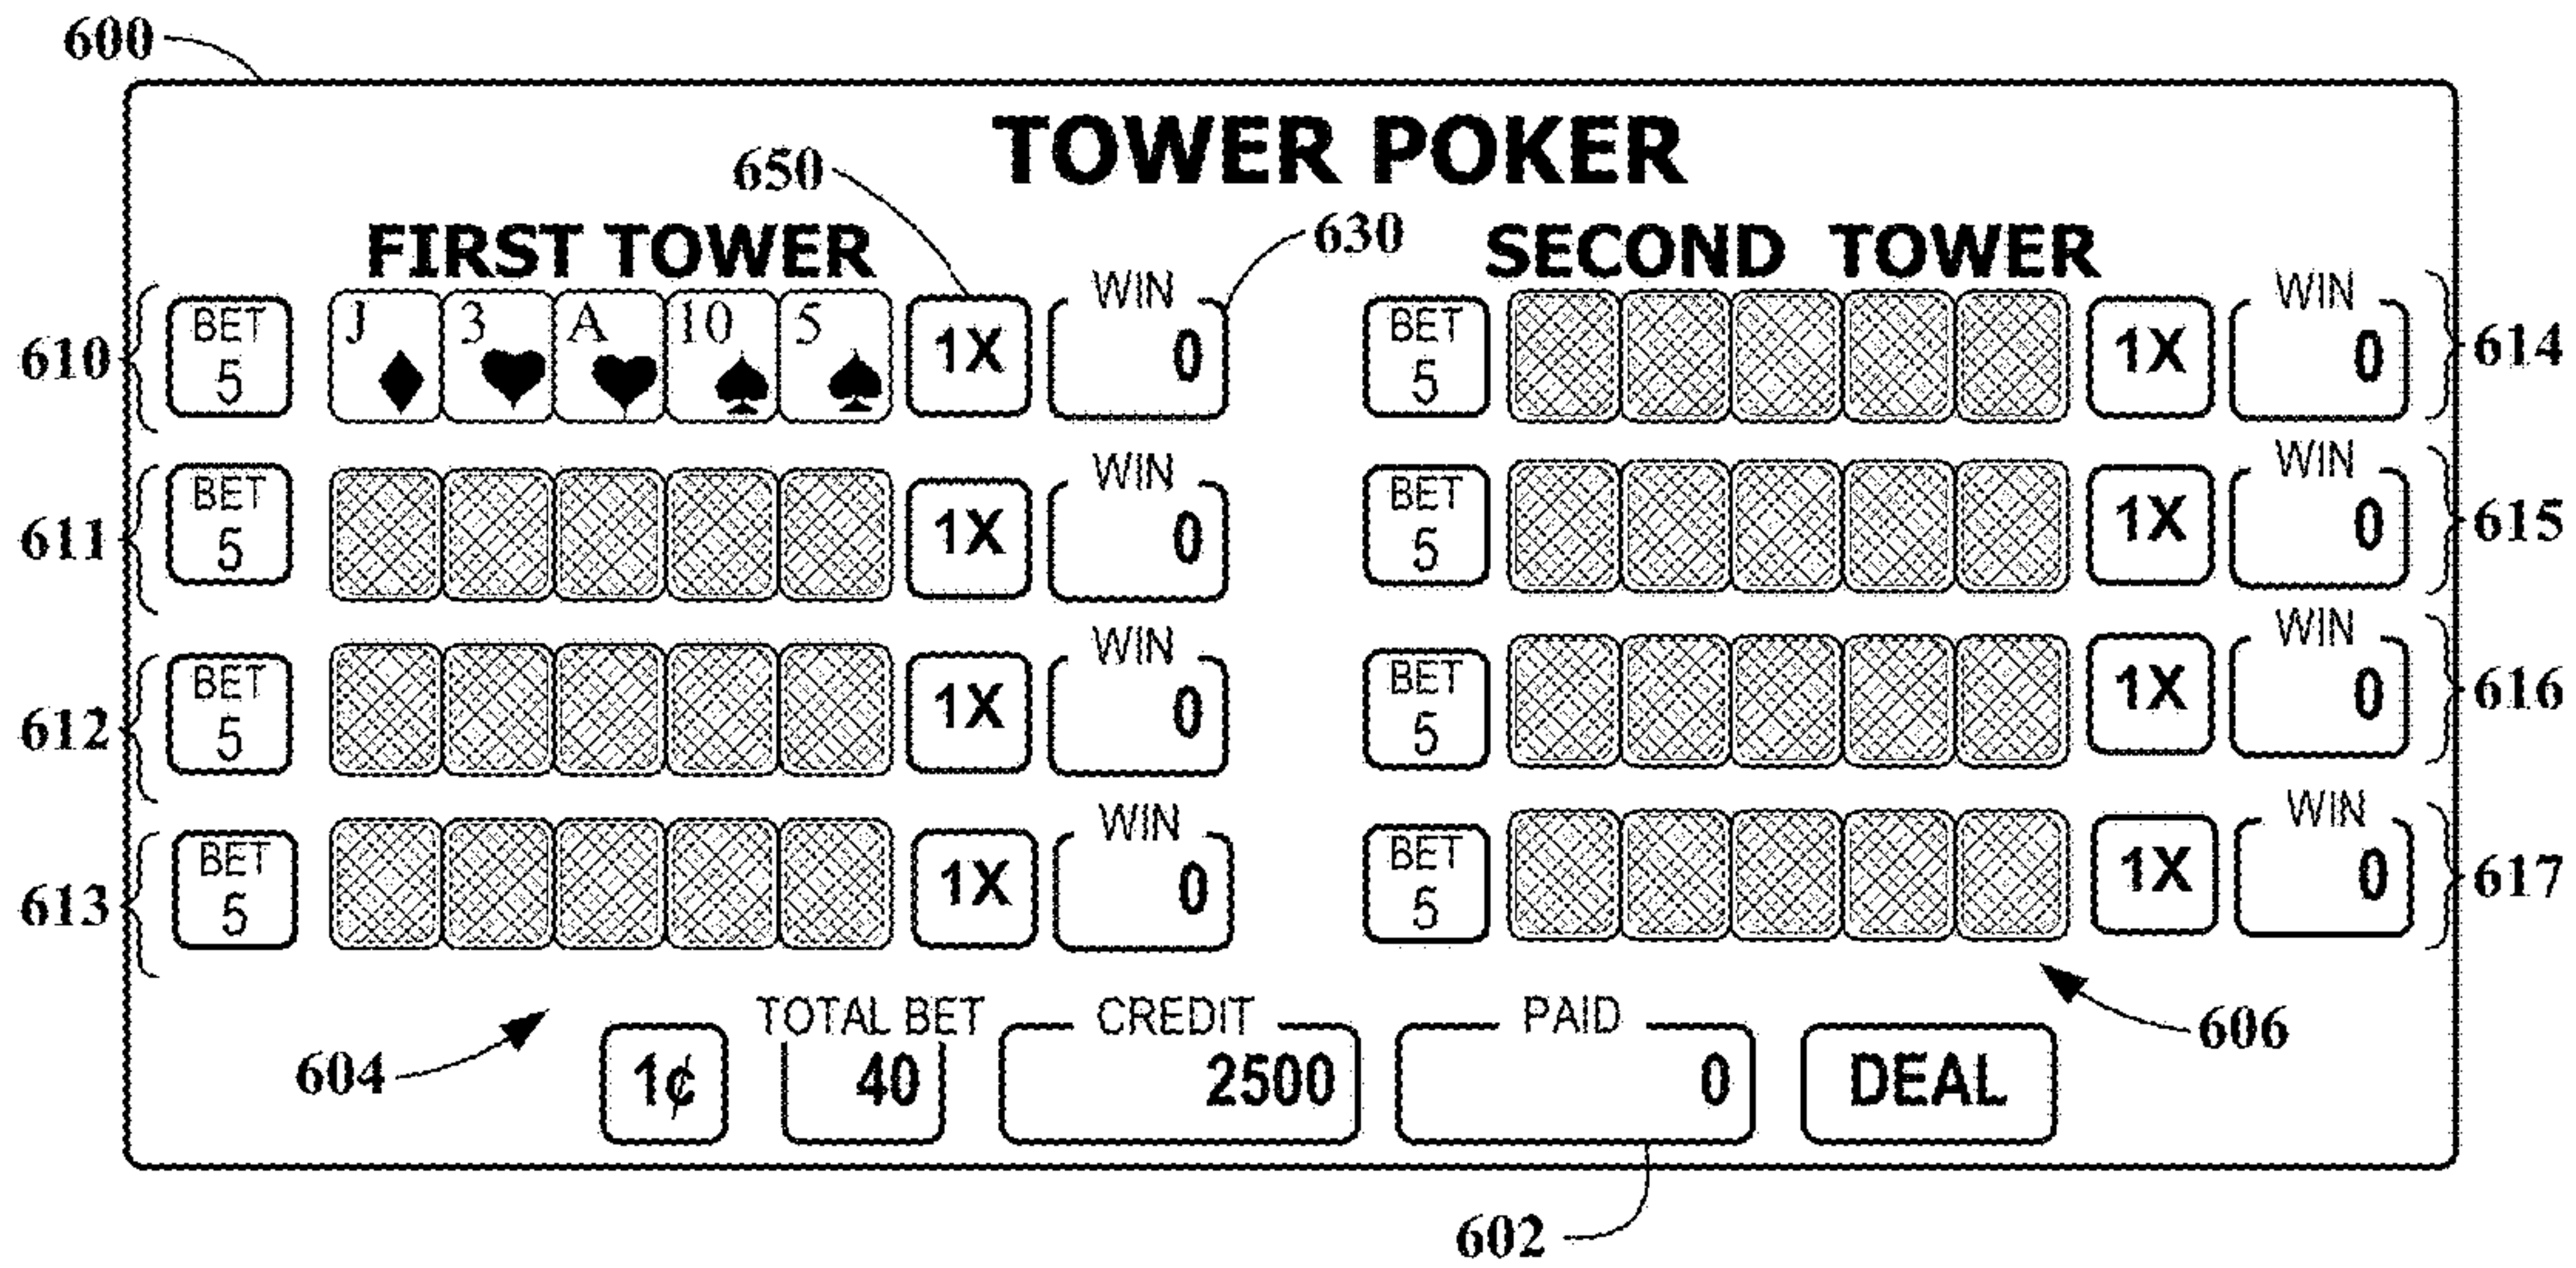 600
TOWER POKER
650
630
FIRST TOWER
SECOND TOWER
610
BET
5
J 3 A 10 5
1X
WIN
0
BET
5
1X
WIN
0
614
611
BET
5
1X
WIN
0
BET
5
1X
WIN
0
615
612
BET
5
1X
WIN
0
BET
5
1X
WIN
0
616
613
BET
5
1X
WIN
0
BET
5
1X
WIN
0
617
604
1¢
TOTAL BET
40
CREDIT
2500
PAID
0
DEAL
606
602